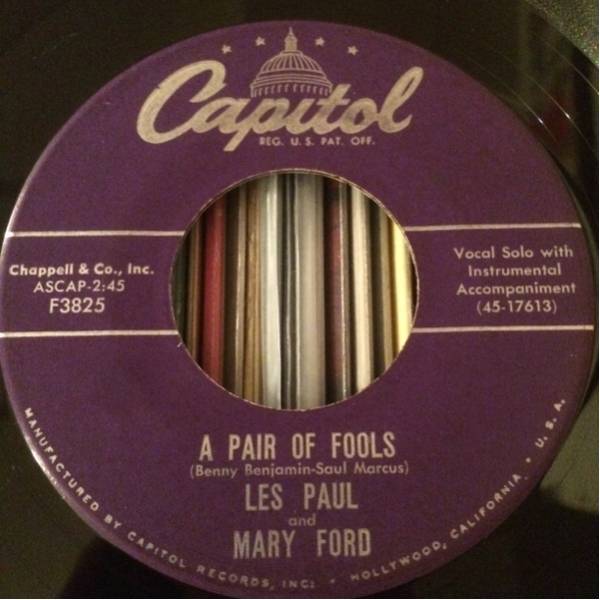 Capitol
REG. U.S. PAT. OFF.
Chappell & Co., Inc.
ASCAP-2:45
F3825
Vocal Solo with
Instrumental
Accompaniment
(45-17613)
A PAIR OF FOOLS
(Benny Benjamin-Saul Marcus)
LES PAUL
and
MARY FORD
MANUFACTURED BY CAPITOL RECORDS, INC. • HOLLYWOOD, CALIFORNIA • U.S.A.